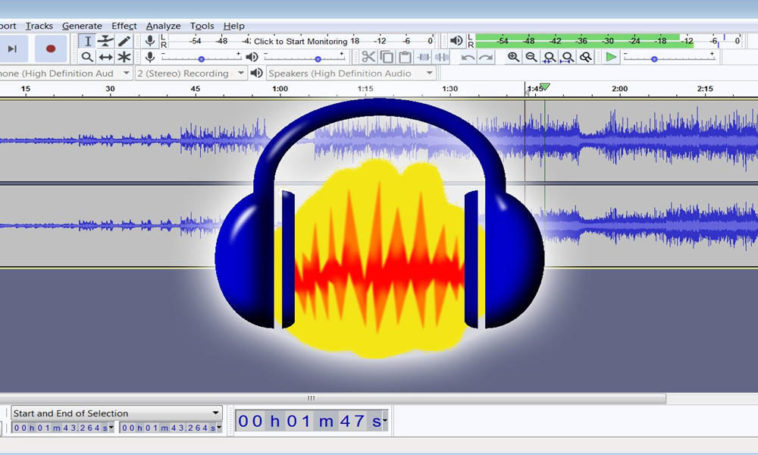 port Tracks Generate Effect Analyze Tools Help
L R -54 -48 -4 Click to Start Monitoring 18 -12 -6 0 L R -54 -48 -42 -36 -30 -24 -18 -12 -6 0
none (High Definition Aud 2 (Stereo) Recording Speakers (High Definition Audio)
15 30 45 1:00 1:15 1:30 1:45 2:00 2:15
Start and End of Selection
00 h 01 m 43.264 s 00 h 01 m 43.264 s 00 h 01 m 47 s